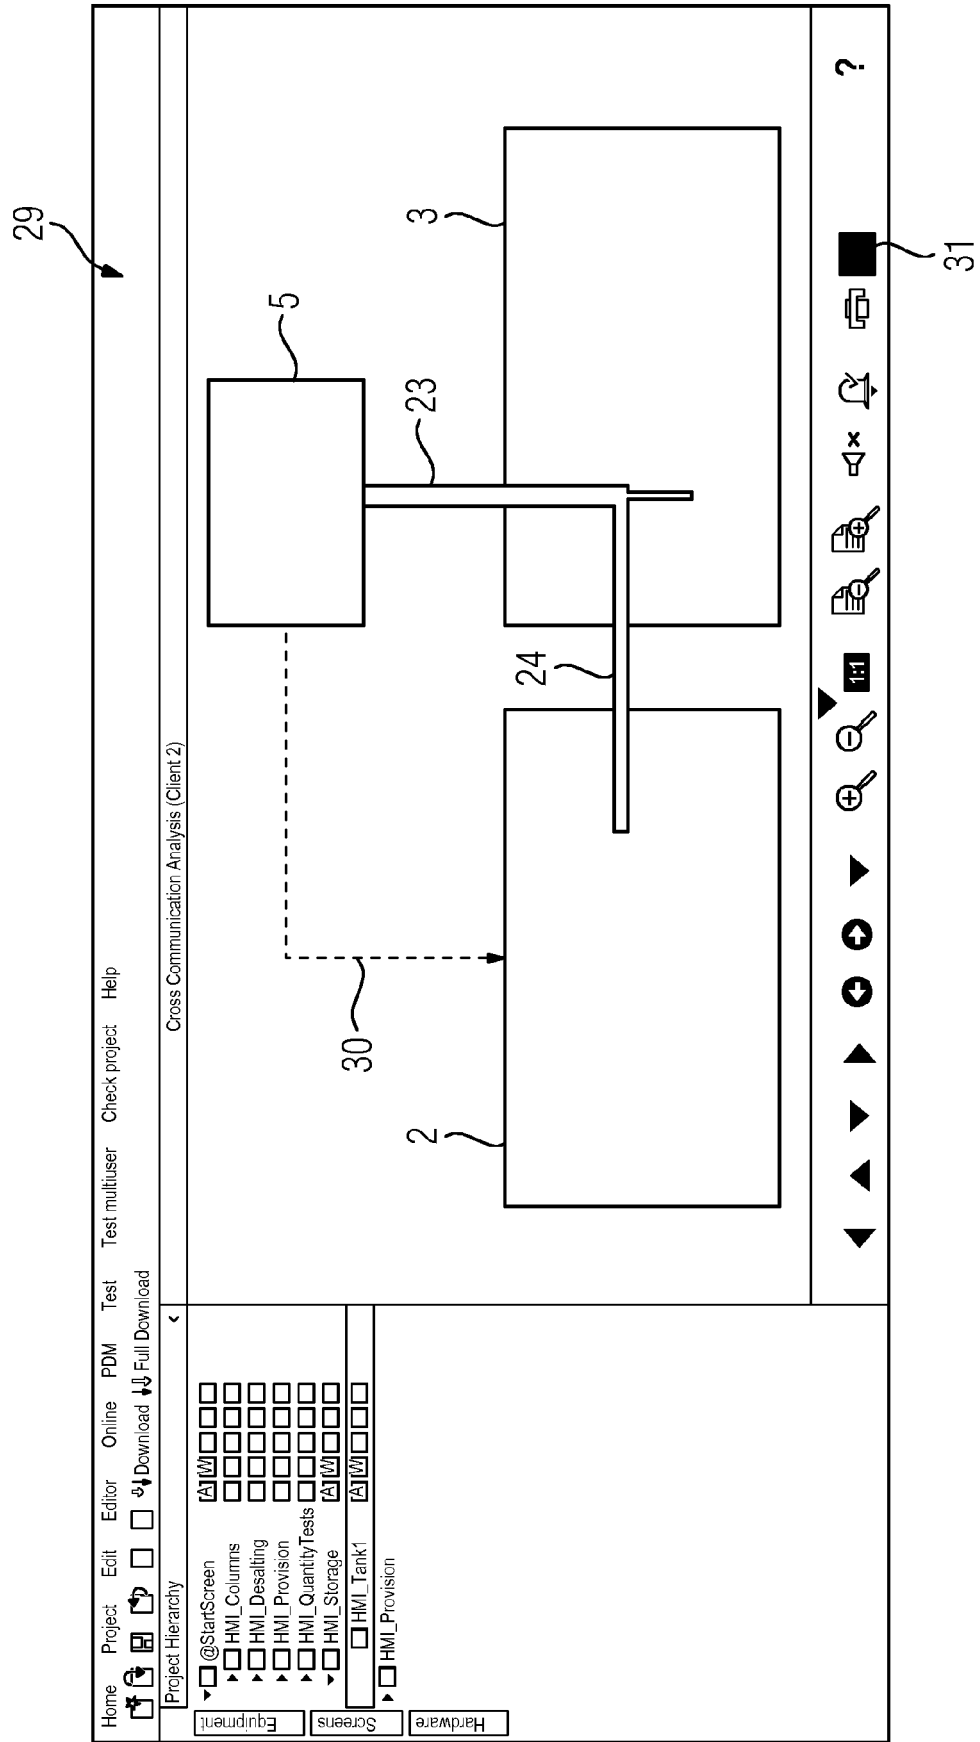 29
Home Project Edit Editor Online PDM Test Test multiuser Check project Help
Download Full Download
Project Hierarchy
Cross Communication Analysis (Client 2)
Equipment
Screens
Hardware
@StartScreen [A] [W]
HMI_Columns
HMI_Desalting
HMI_Provision
HMI_QuantityTests
HMI_Storage [A] [W]
HMI_Tank1 [A] [W]
HMI_Provision
5
30
23
2
24
3
1:1
?
31